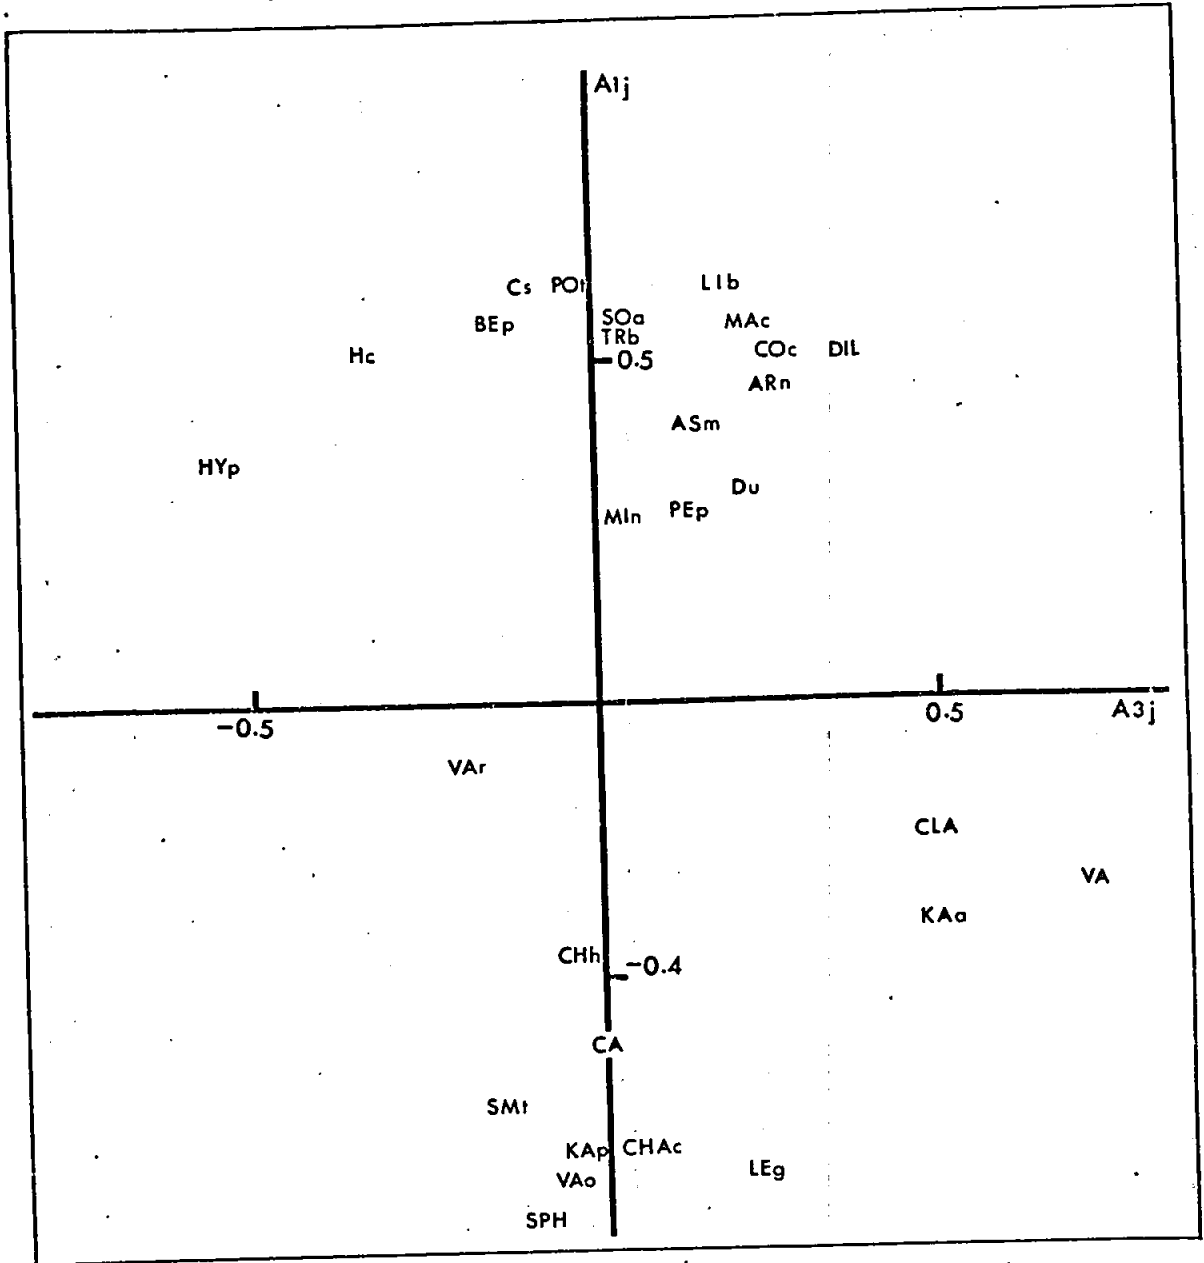 A1j
Cs POt LIb
BEp SOa MAc
TRb
Hc 0.5 COc DIL
ARn
ASm
HYp
Du
MIn PEp
-0.5 0.5 A3j
VAr
CLA
VA
KAa
CHh -0.4
CA
SMt
KAp CHAc
LEg
VAo
SPH